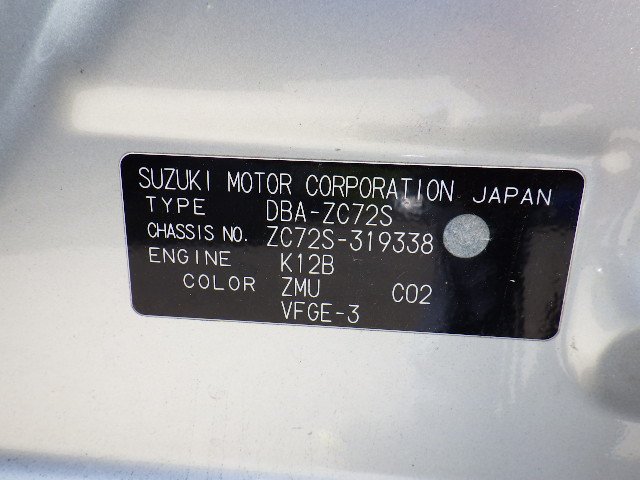 SUZUKI MOTOR CORPORATION JAPAN
TYPE DBA-ZC72S
CHASSIS NO. ZC72S-319338
ENGINE K12B
COLOR ZMU C02
VFGE-3